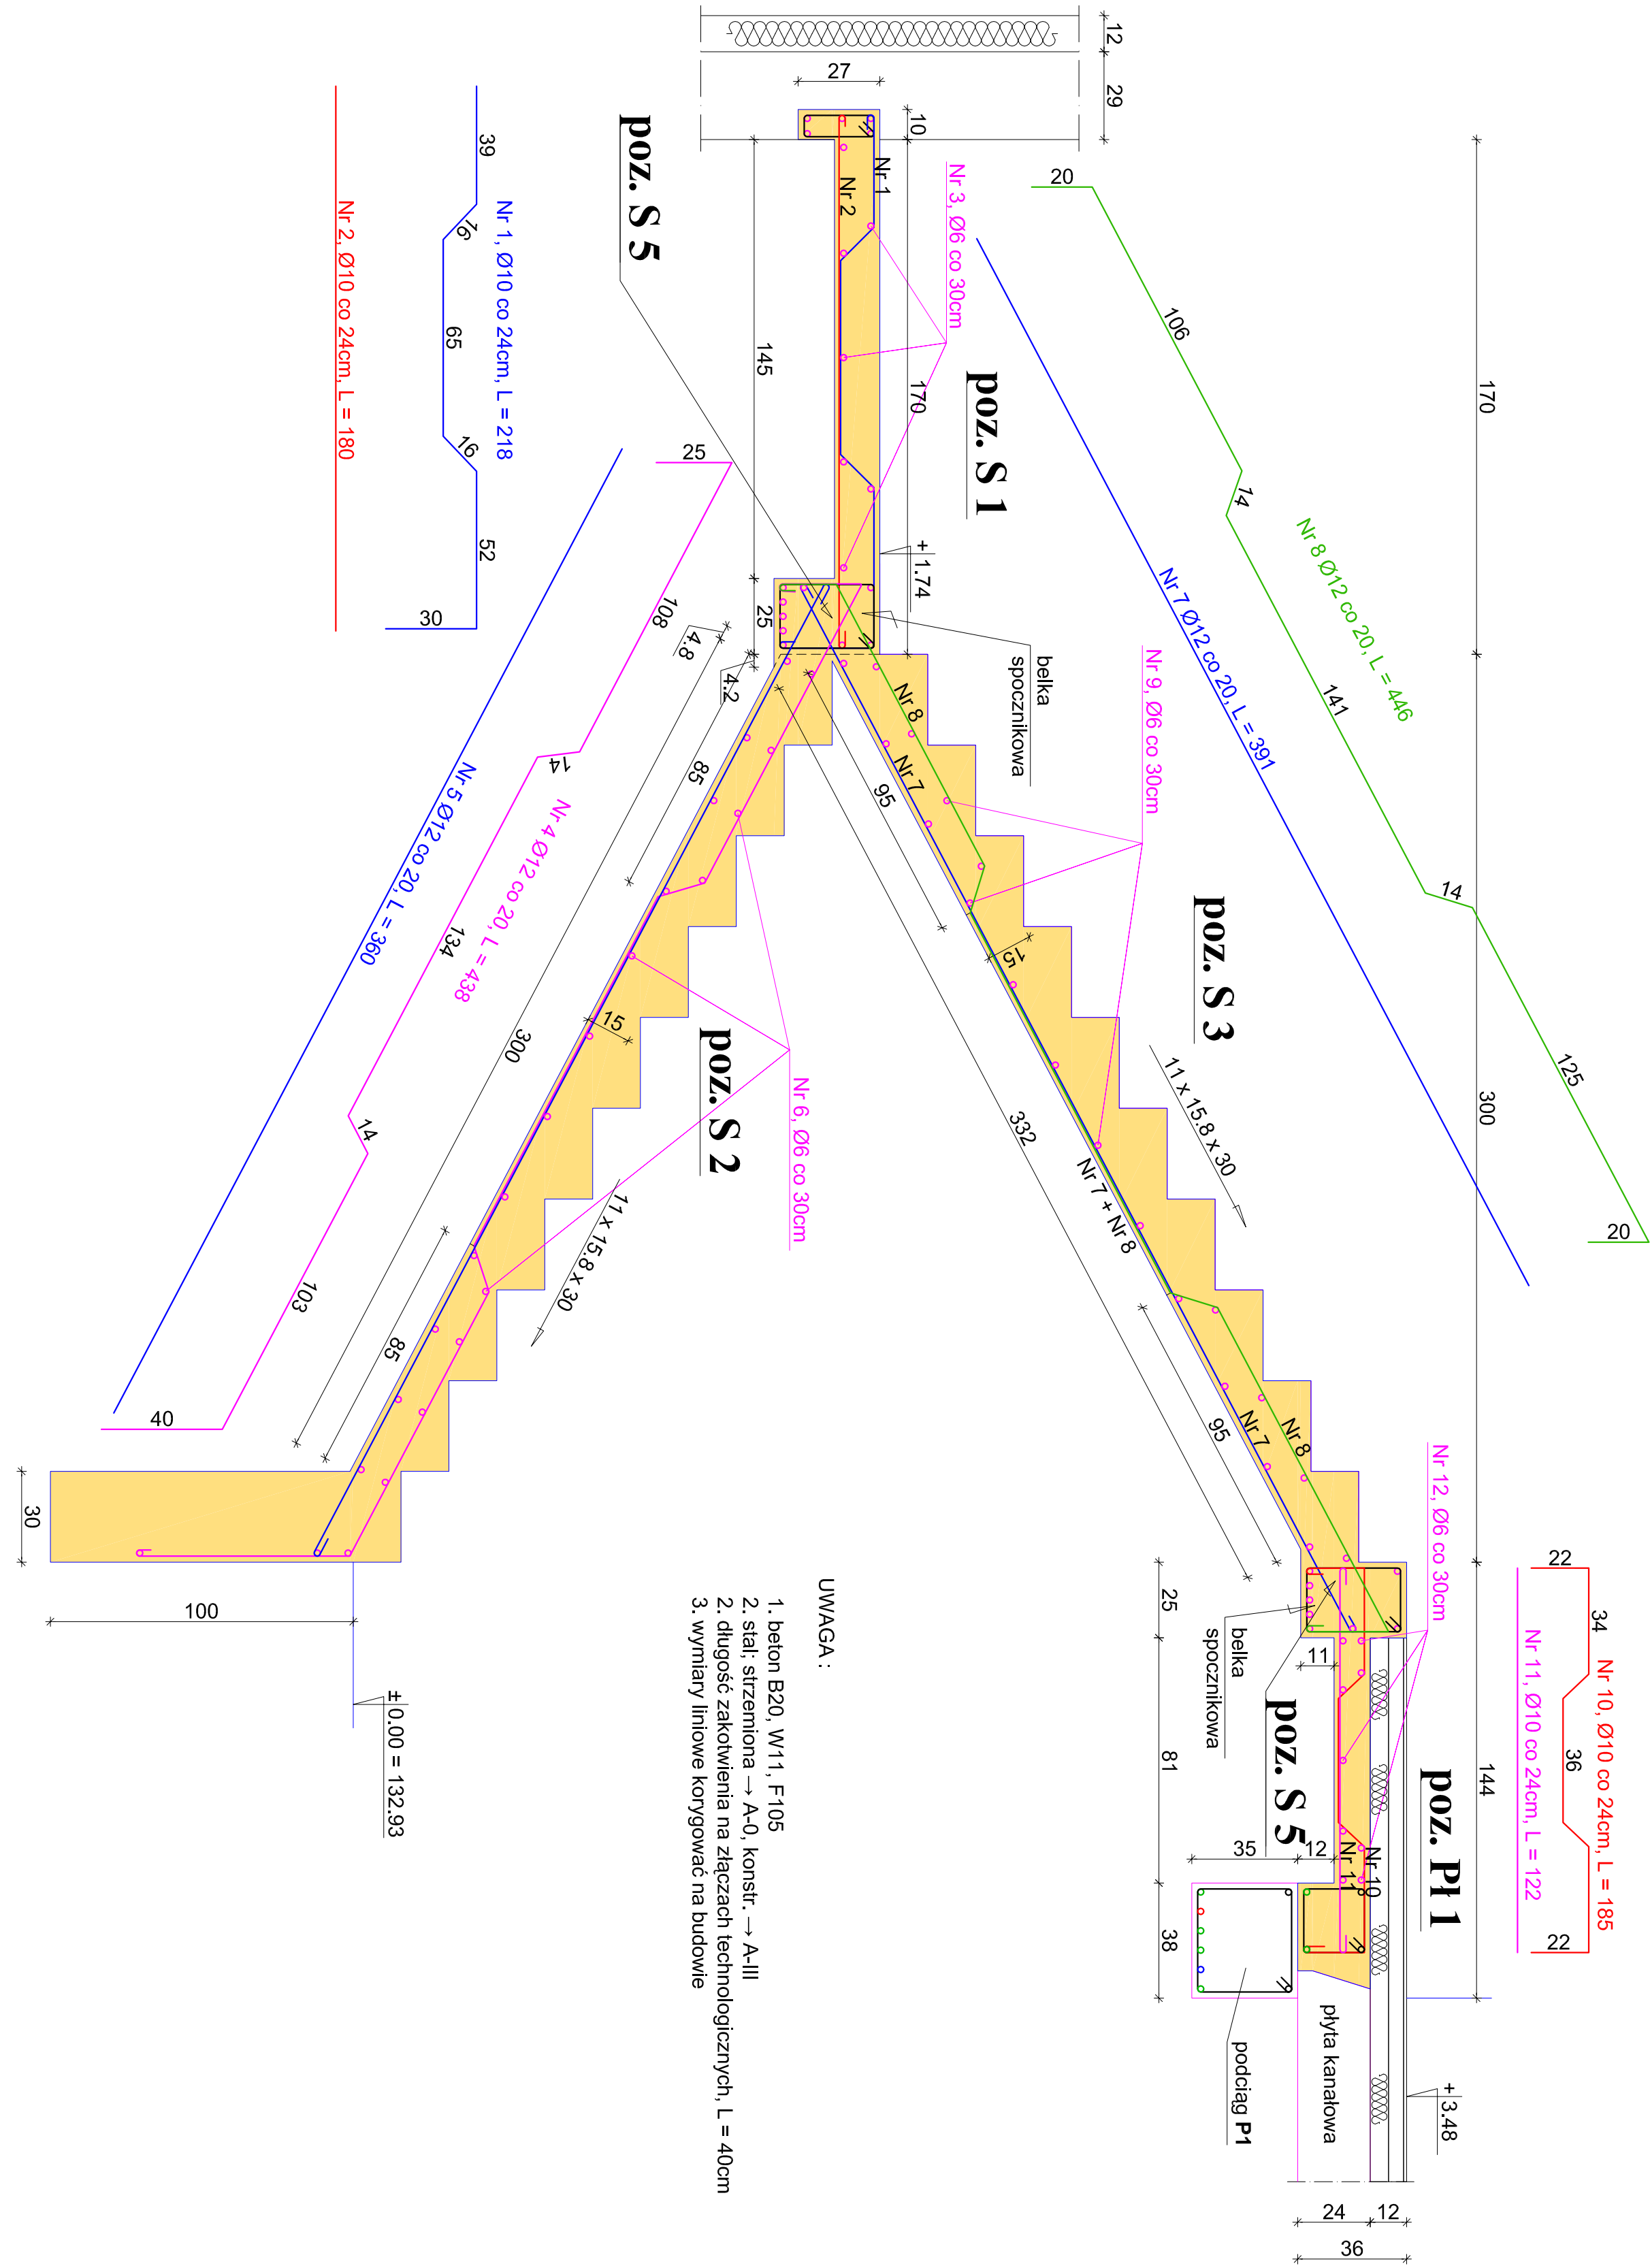 12
29
27
10
170
300
144
170
145
25
poz. S 5
poz. S 1
Nr 1
Nr 2
Nr 3, Ø6 co 30cm
39
16
65
16
52
30
Nr 1, Ø10 co 24cm, L = 218
Nr 2, Ø10 co 24cm, L = 180
20
106
14
141
14
125
20
Nr 8 Ø12 co 20, L = 446
Nr 7 Ø12 co 20, L = 391
+ 1.74
belka
spocznikowa
Nr 9, Ø6 co 30cm
Nr 8
Nr 7
95
15
poz. S 3
11 x 15.8 x 30
332
Nr 7 + Nr 8
Nr 7
Nr 8
95
25
108
14
134
14
103
40
Nr 4 Ø12 co 20, L = 438
Nr 5 Ø12 co 20, L = 360
4.8
4.2
85
300
15
poz. S 2
Nr 6, Ø6 co 30cm
11 x 15.8 x 30
85
30
100
±0.00 = 132.93
Nr 12, Ø6 co 30cm
22
34
36
22
Nr 10, Ø10 co 24cm, L = 185
Nr 11, Ø10 co 24cm, L = 122
poz. Pł 1
25
11
81
38
belka
spocznikowa
poz. S 5
35
12
Nr 11
Nr 10
płyta kanałowa
podciąg P1
+ 3.48
24
12
36
UWAGA :
1. beton B20, W11, F105
2. stal; strzemiona → A-0, konstr. → A-III
2. długość zakotwienia na złączach technologicznych, L = 40cm
3. wymiary liniowe korygować na budowie